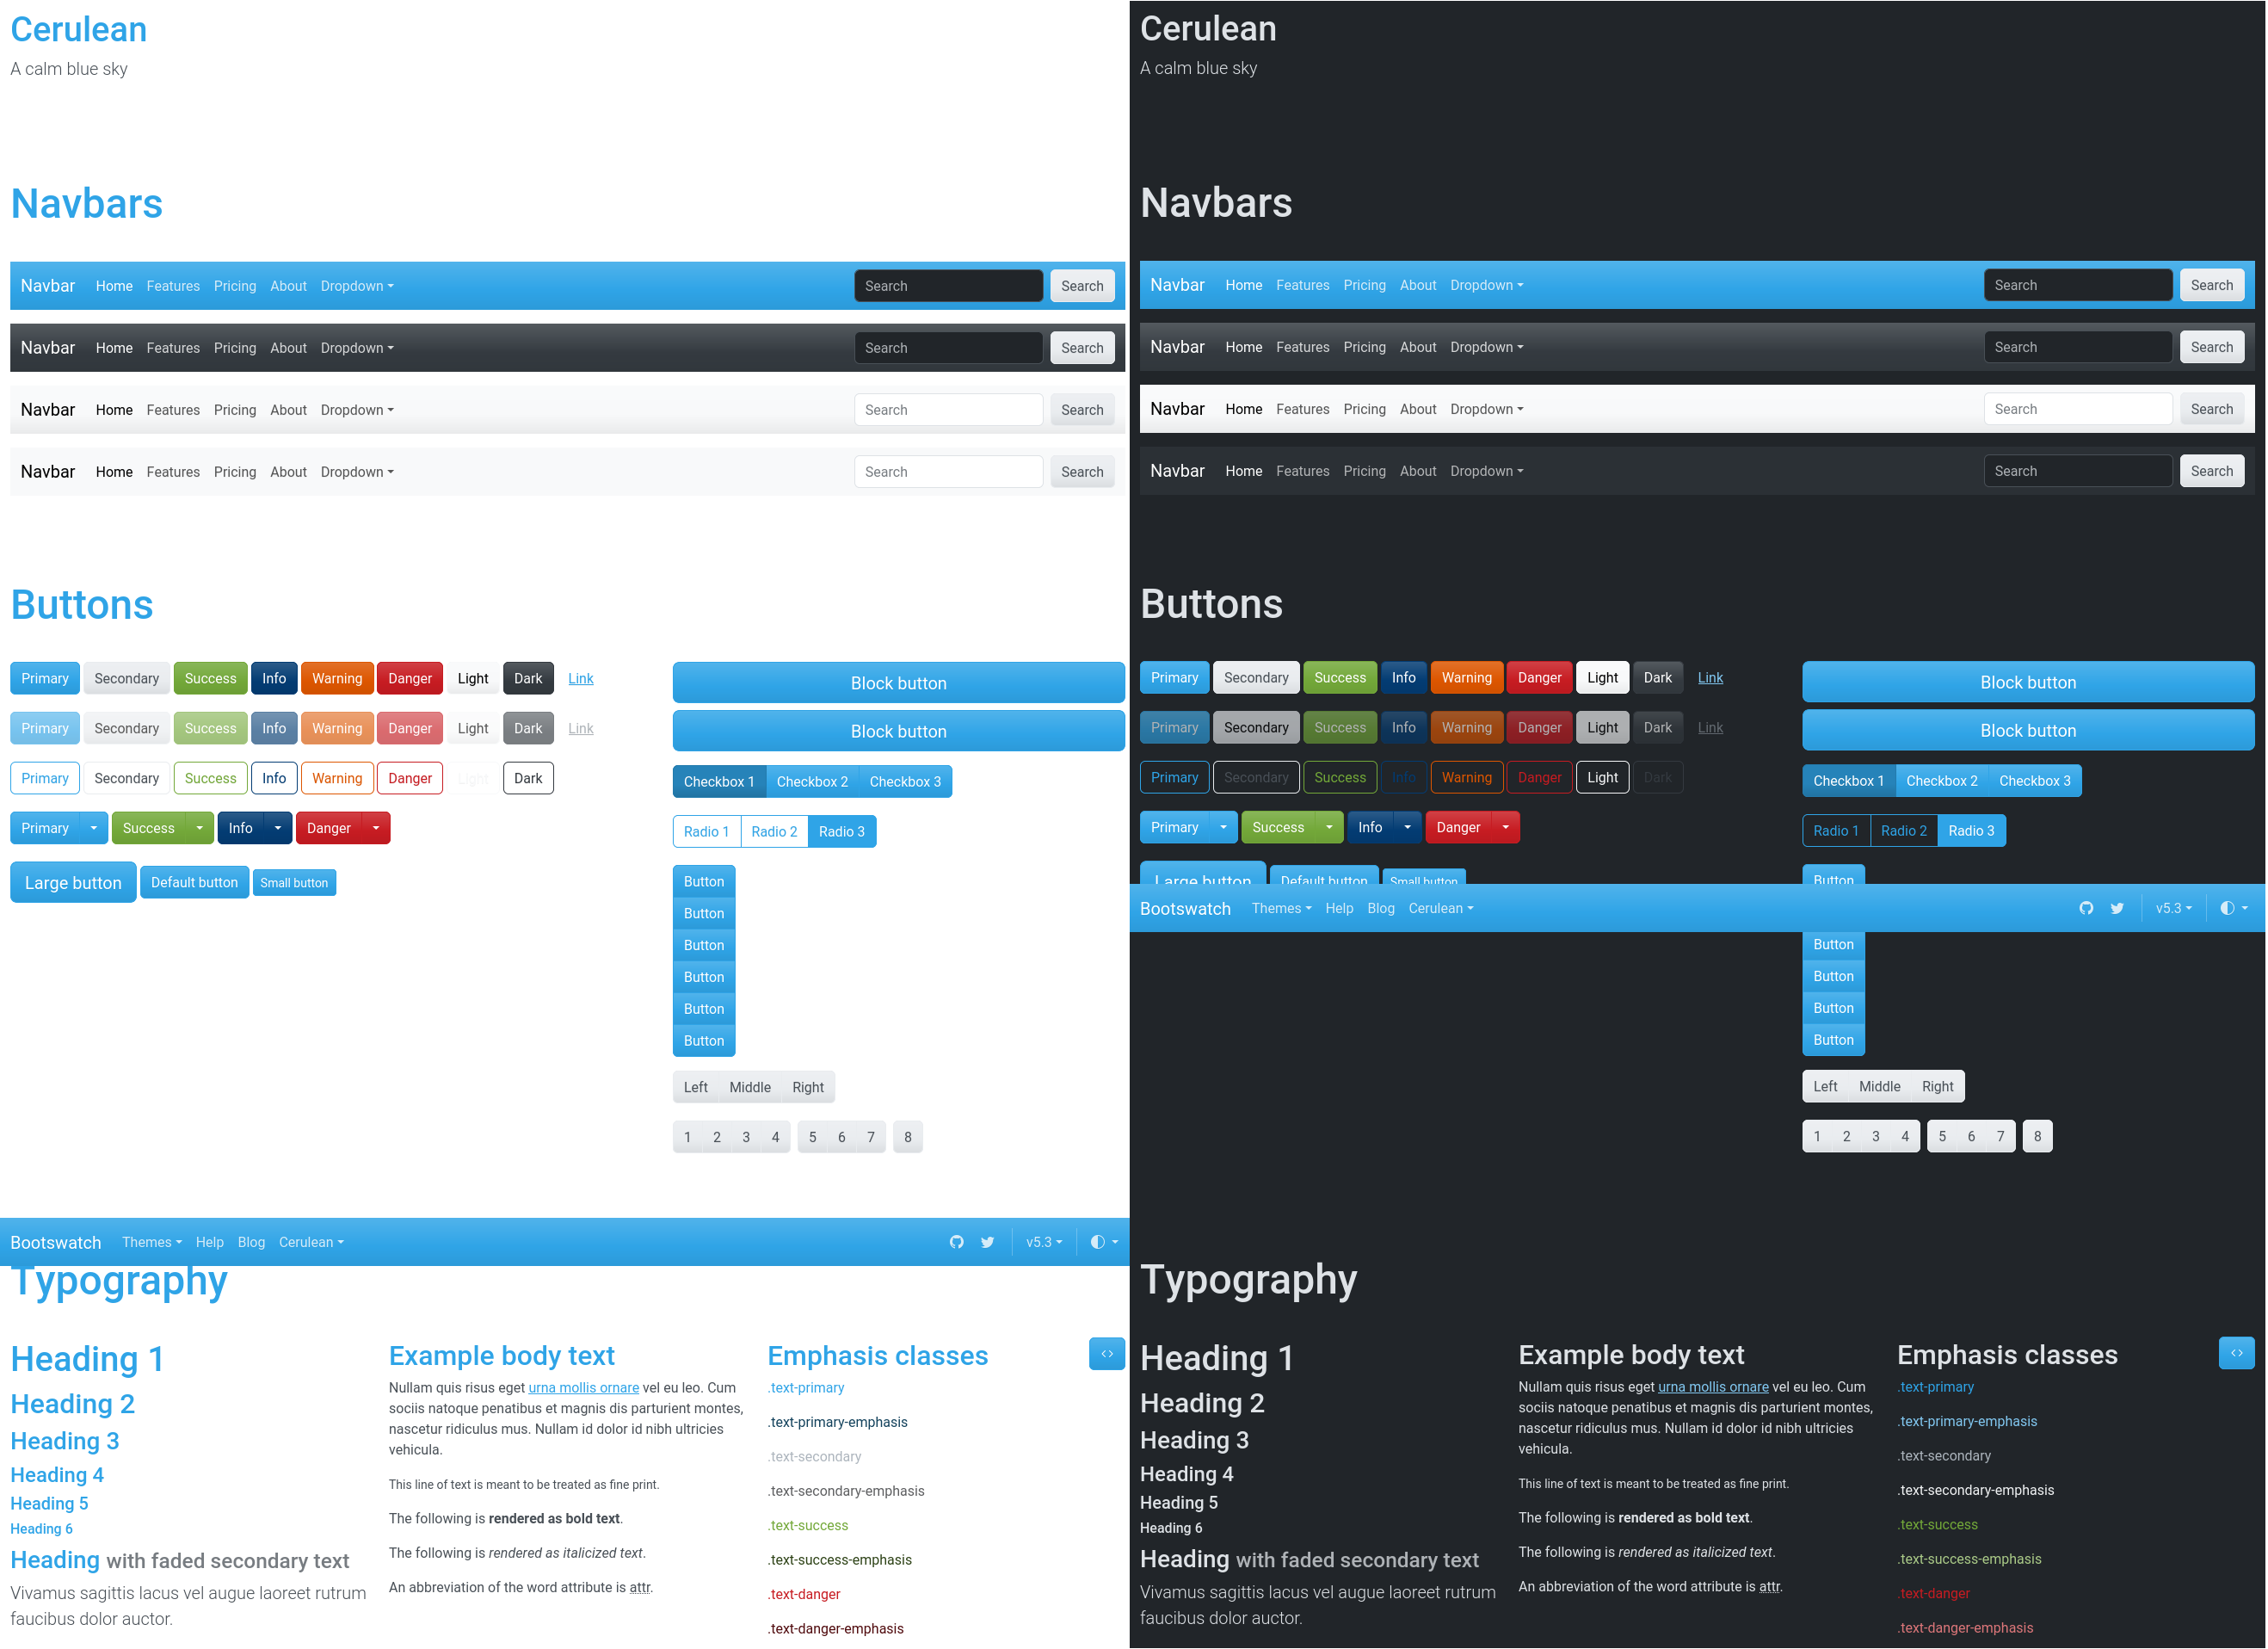 Cerulean
A calm blue sky
Navbars
Navbar Home Features Pricing About Dropdown Search Search
Navbar Home Features Pricing About Dropdown Search Search
Navbar Home Features Pricing About Dropdown Search Search
Navbar Home Features Pricing About Dropdown Search Search
Buttons
Primary Secondary Success Info Warning Danger Light Dark Link
Primary Secondary Success Info Warning Danger Light Dark Link
Primary Secondary Success Info Warning Danger Light Dark
Primary Success Info Danger
Large button Default button Small button
Block button
Block button
Checkbox 1 Checkbox 2 Checkbox 3
Radio 1 Radio 2 Radio 3
Button
Button
Button
Button
Button
Button
Left Middle Right
1 2 3 4 5 6 7 8
Bootswatch Themes Help Blog Cerulean v5.3
Typography
Heading 1
Heading 2
Heading 3
Heading 4
Heading 5
Heading 6
Heading with faded secondary text
Vivamus sagittis lacus vel augue laoreet rutrum
faucibus dolor auctor.
Example body text
Nullam quis risus eget urna mollis ornare vel eu leo. Cum
sociis natoque penatibus et magnis dis parturient montes,
nascetur ridiculus mus. Nullam id dolor id nibh ultricies
vehicula.
This line of text is meant to be treated as fine print.
The following is rendered as bold text.
The following is rendered as italicized text.
An abbreviation of the word attribute is attr.
Emphasis classes
.text-primary
.text-primary-emphasis
.text-secondary
.text-secondary-emphasis
.text-success
.text-success-emphasis
.text-danger
.text-danger-emphasis
Cerulean
A calm blue sky
Navbars
Navbar Home Features Pricing About Dropdown Search Search
Navbar Home Features Pricing About Dropdown Search Search
Navbar Home Features Pricing About Dropdown Search Search
Navbar Home Features Pricing About Dropdown Search Search
Buttons
Primary Secondary Success Info Warning Danger Light Dark Link
Primary Secondary Success Info Warning Danger Light Dark Link
Primary Secondary Success Info Warning Danger Light Dark
Primary Success Info Danger
Large button Default button Small button
Block button
Block button
Checkbox 1 Checkbox 2 Checkbox 3
Radio 1 Radio 2 Radio 3
Button
Bootswatch Themes Help Blog Cerulean v5.3
Button
Button
Button
Button
Left Middle Right
1 2 3 4 5 6 7 8
Typography
Heading 1
Heading 2
Heading 3
Heading 4
Heading 5
Heading 6
Heading with faded secondary text
Vivamus sagittis lacus vel augue laoreet rutrum
faucibus dolor auctor.
Example body text
Nullam quis risus eget urna mollis ornare vel eu leo. Cum
sociis natoque penatibus et magnis dis parturient montes,
nascetur ridiculus mus. Nullam id dolor id nibh ultricies
vehicula.
This line of text is meant to be treated as fine print.
The following is rendered as bold text.
The following is rendered as italicized text.
An abbreviation of the word attribute is attr.
Emphasis classes
.text-primary
.text-primary-emphasis
.text-secondary
.text-secondary-emphasis
.text-success
.text-success-emphasis
.text-danger
.text-danger-emphasis